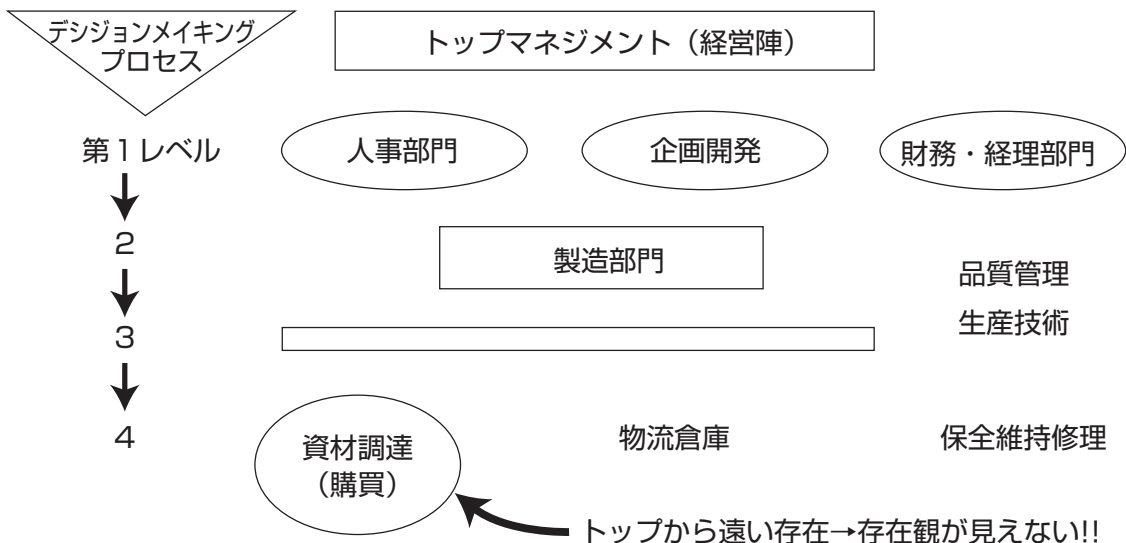 デシジョンメイキング
プロセス
トップマネジメント（経営陣）
第１レベル
人事部門
企画開発
財務・経理部門
2
製造部門
品質管理
生産技術
3
4
資材調達
（購買）
物流倉庫
保全維持修理
トップから遠い存在→存在観が見えない!!